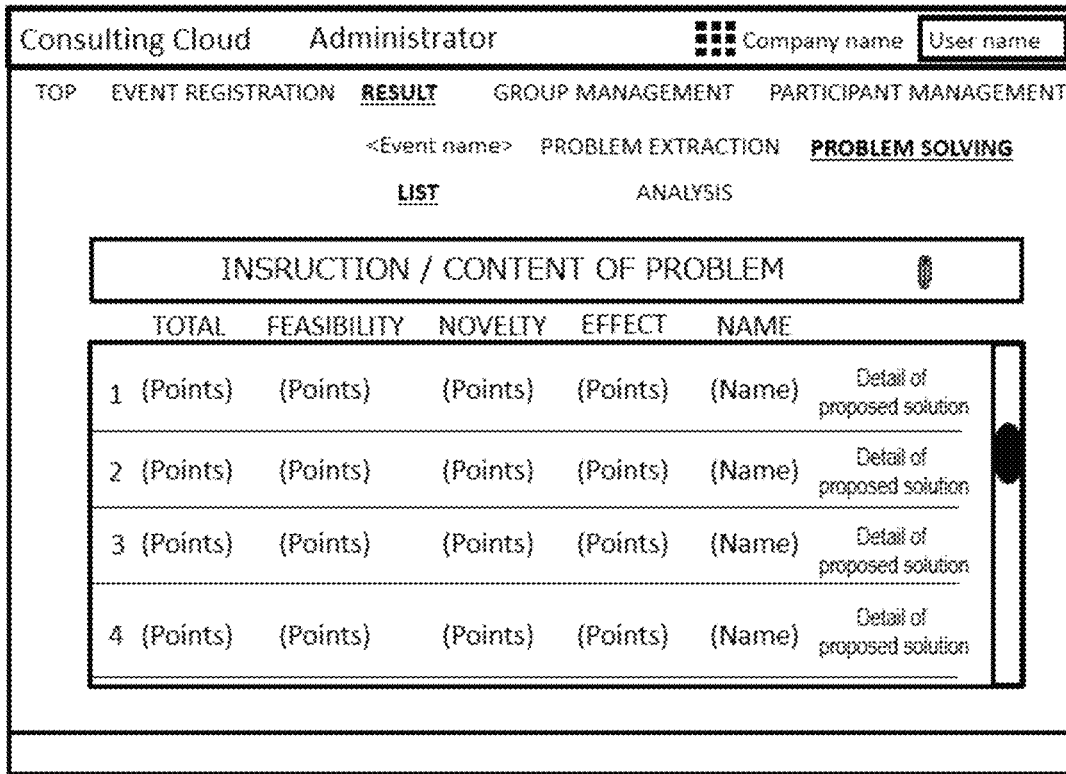 Consulting Cloud Administrator Company name User name
TOP EVENT REGISTRATION RESULT GROUP MANAGEMENT PARTICIPANT MANAGEMENT
<Event name> PROBLEM EXTRACTION PROBLEM SOLVING
LIST ANALYSIS
INSRUCTION / CONTENT OF PROBLEM
TOTAL FEASIBILITY NOVELTY EFFECT NAME
1 (Points) (Points) (Points) (Points) (Name) Detail of
proposed solution
2 (Points) (Points) (Points) (Points) (Name) Detail of
proposed solution
3 (Points) (Points) (Points) (Points) (Name) Detail of
proposed solution
4 (Points) (Points) (Points) (Points) (Name) Detail of
proposed solution